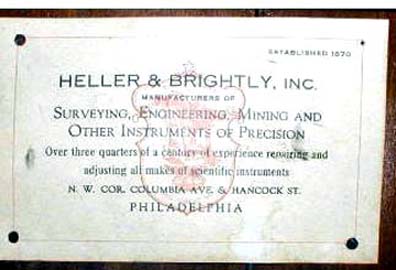 ESTABLISHED 1870
HELLER & BRIGHTLY, INC.
MANUFACTURERS OF
SURVEYING, ENGINEERING, MINING AND
OTHER INSTRUMENTS OF PRECISION
Over three quarters of a century of experience repairing and
adjusting all makes of scientific instruments
N. W. COR. COLUMBIA AVE. & HANCOCK ST.
PHILADELPHIA